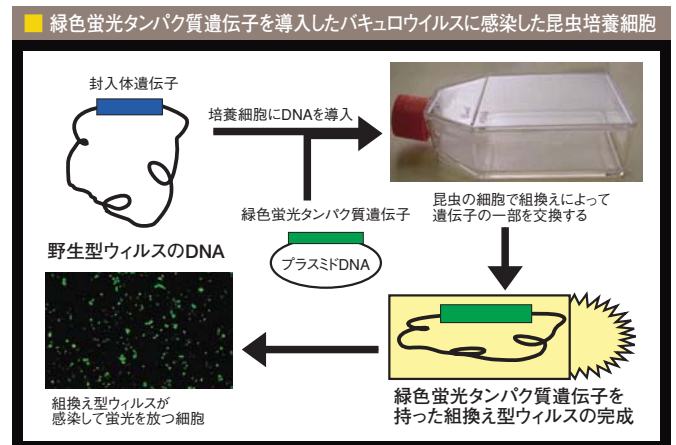 緑色蛍光タンパク質遺伝子を導入したバキュロウイルスに感染した昆虫培養細胞
封入体遺伝子
培養細胞にDNAを導入
緑色蛍光タンパク質遺伝子
プラスミドDNA
野生型ウィルスのDNA
昆虫の細胞で組換えによって
遺伝子の一部を交換する
緑色蛍光タンパク質遺伝子を
持った組換え型ウィルスの完成
組換え型ウィルスが
感染して蛍光を放つ細胞